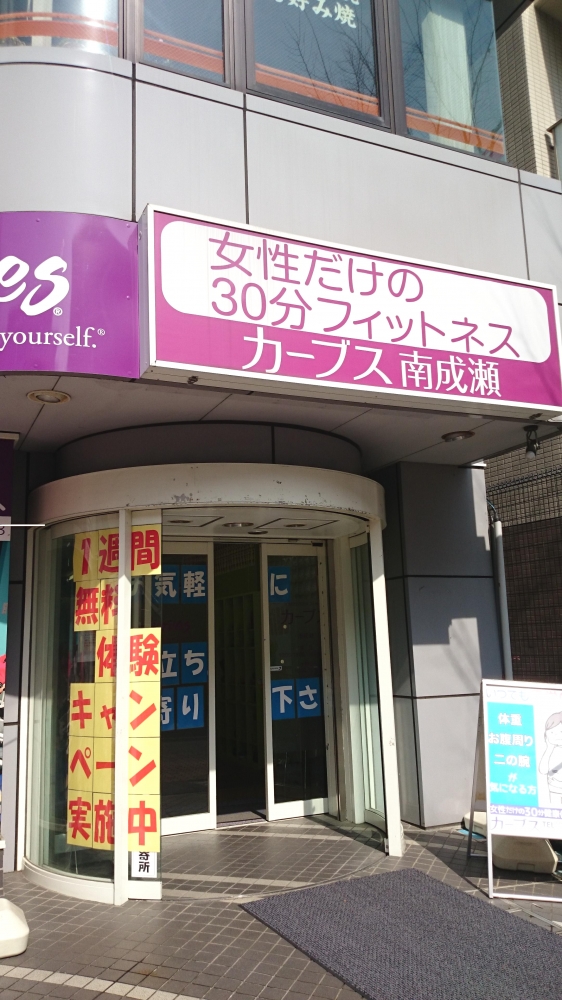 好み焼
es®
yourself.®
女性だけの
30分フィットネス
カーブス 南成瀬
1週間
無料
体験
キャン
ペーン
実施中
気軽に
立ち
寄り下さ
体重
お腹周り
二の腕
が
気になる方
女性だけの30分
カーブス